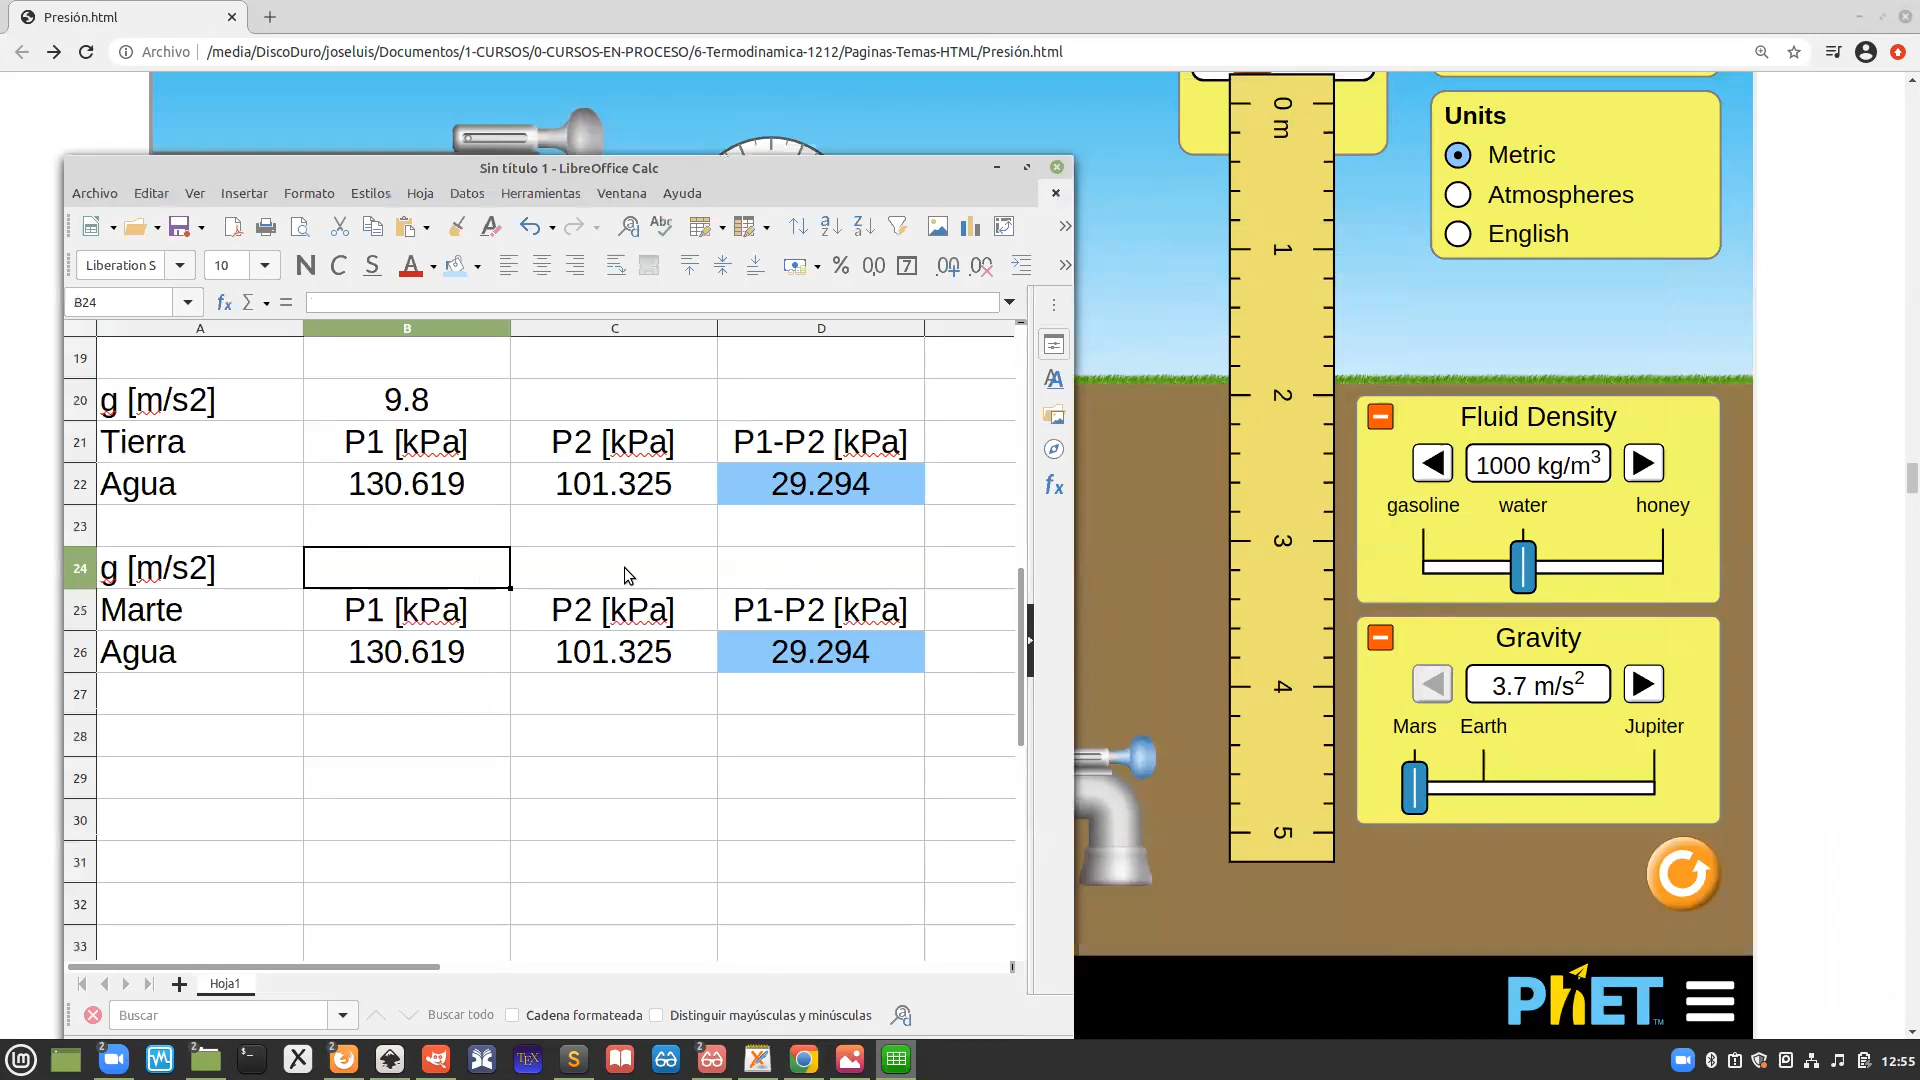 Presión.html
Archivo /media/DiscoDuro/joseluis/Documentos/1-CURSOS/0-CURSOS-EN-PROCESO/6-Termodinamica-1212/Paginas-Temas-HTML/Presión.html
Sin título 1 - LibreOffice Calc
Archivo Editar Ver Insertar Formato Estilos Hoja Datos Herramientas Ventana Ayuda
Liberation S 10
B24
A B C D
19
20 g [m/s2] 9.8
21 Tierra P1 [kPa] P2 [kPa] P1-P2 [kPa]
22 Agua 130.619 101.325 29.294
23
24 g [m/s2]
25 Marte P1 [kPa] P2 [kPa] P1-P2 [kPa]
26 Agua 130.619 101.325 29.294
27
28
29
30
31
32
33
Hoja1
Buscar Buscar todo Cadena formateada Distinguir mayúsculas y minúsculas
0 m
1
2
3
4
5
Units
Metric
Atmospheres
English
Fluid Density
1000 kg/m3
gasoline water honey
Gravity
3.7 m/s2
Mars Earth Jupiter
PhET
TM
12:55